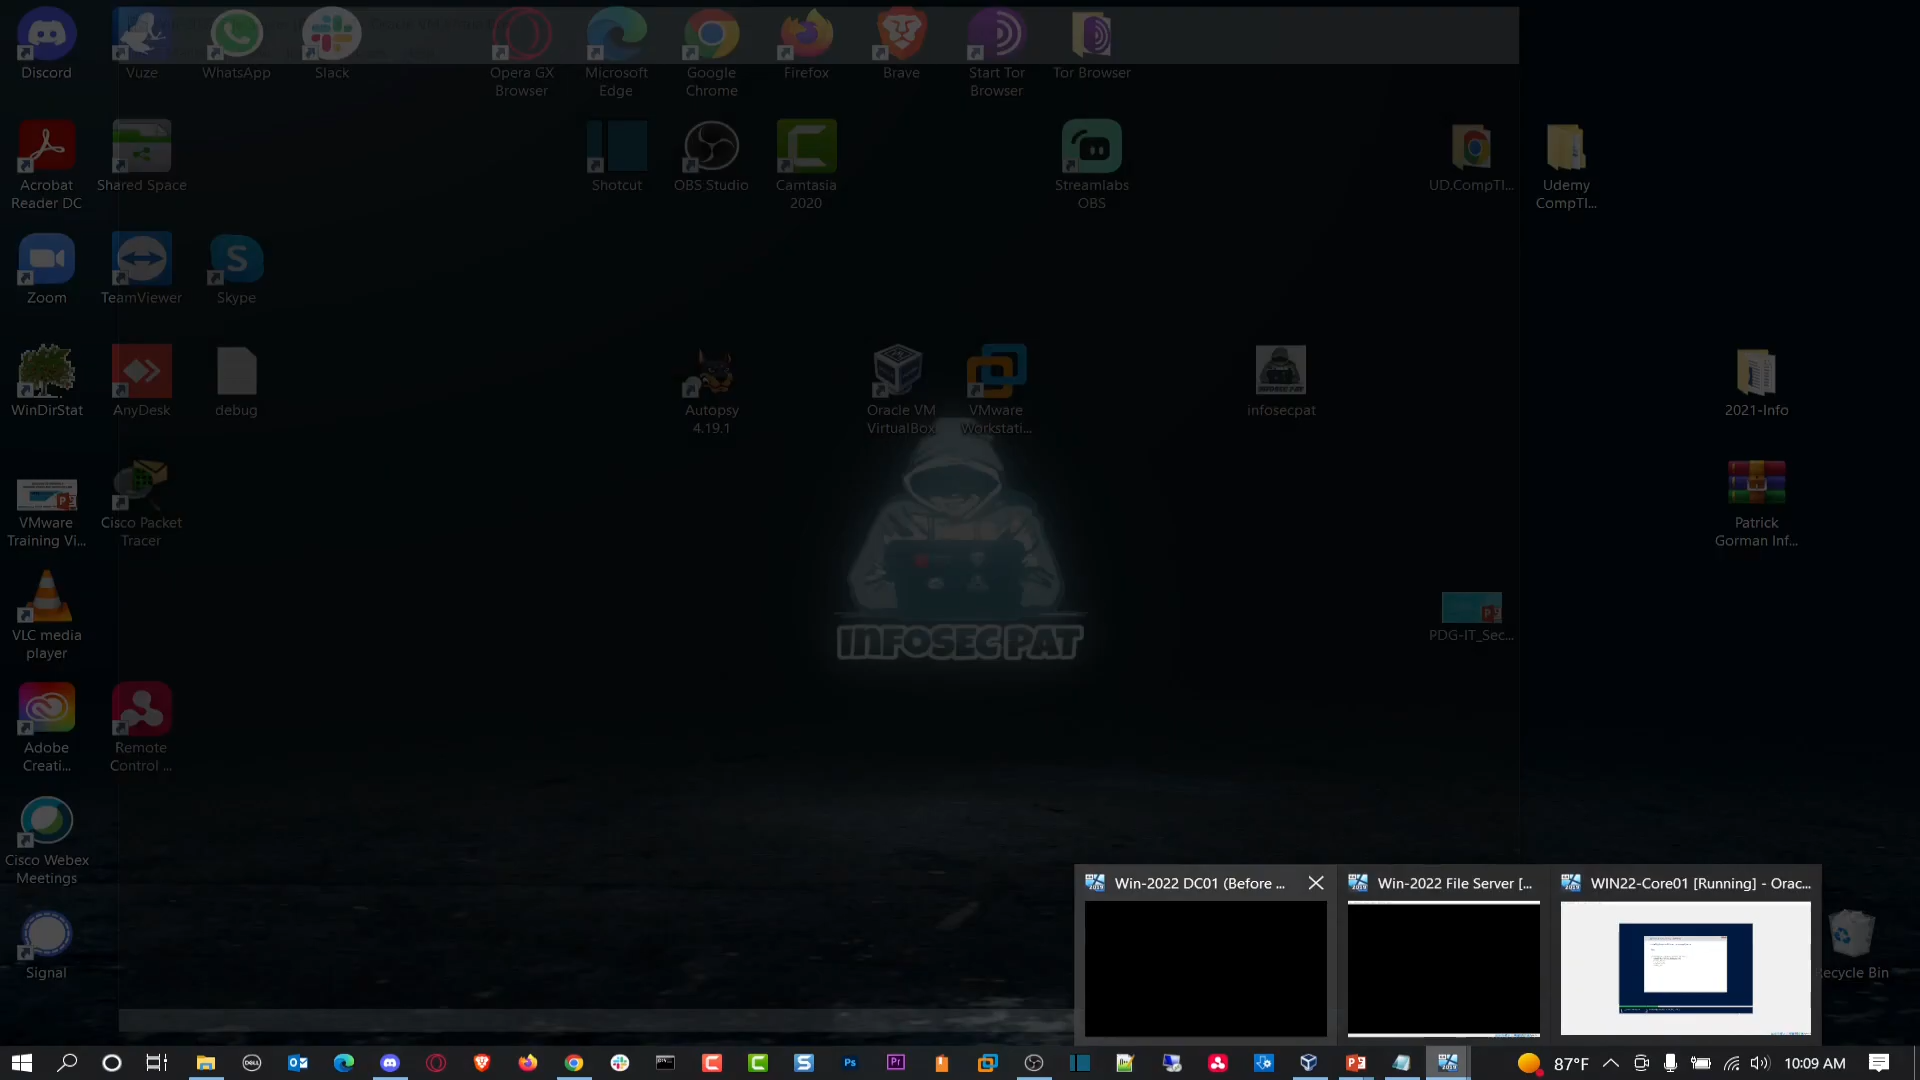 Discord
Vuze
WhatsApp
Slack
Opera GX
Browser
Microsoft
Edge
Google
Chrome
Firefox
Brave
Start Tor
Browser
Tor Browser
Acrobat
Reader DC
Shared Space
Shotcut
OBS Studio
Camtasia
2020
Streamlabs
OBS
UD.CompTI...
Udemy
CompTI...
Zoom
TeamViewer
Skype
WinDirStat
AnyDesk
debug
Autopsy
4.19.1
Oracle VM
VirtualBox
VMware
Workstati...
infosecpat
2021-Info
VMware
Training Vi...
Cisco Packet
Tracer
INFOSEC PAT
Patrick
Gorman Inf...
VLC media
player
PDG-IT_Sec...
Adobe
Creati...
Remote
Control ...
Cisco Webex
Meetings
Signal
Win-2022 DC01 (Before ...
Win-2022 File Server [...
WIN22-Core01 [Running] - Orac...
Recycle Bin
87°F
10:09 AM